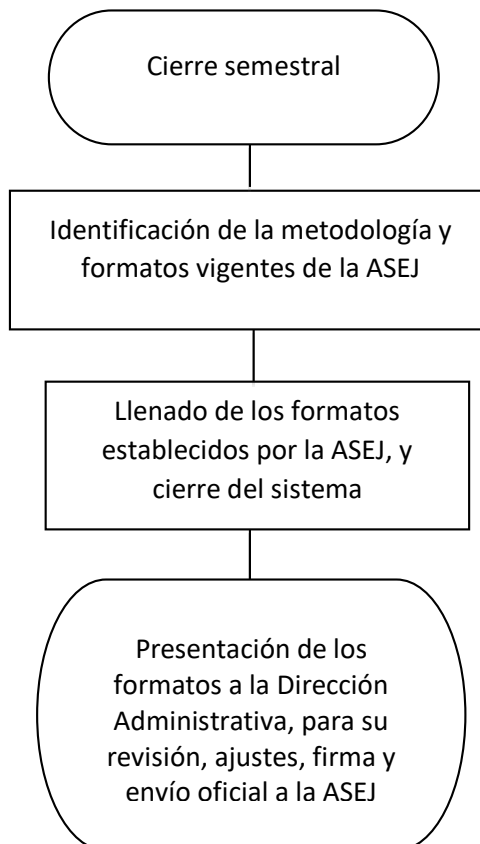 Cierre semestral
Identificación de la metodología y
formatos vigentes de la ASEJ
Llenado de los formatos
establecidos por la ASEJ, y
cierre del sistema
Presentación de los
formatos a la Dirección
Administrativa, para su
revisión, ajustes, firma y
envío oficial a la ASEJ